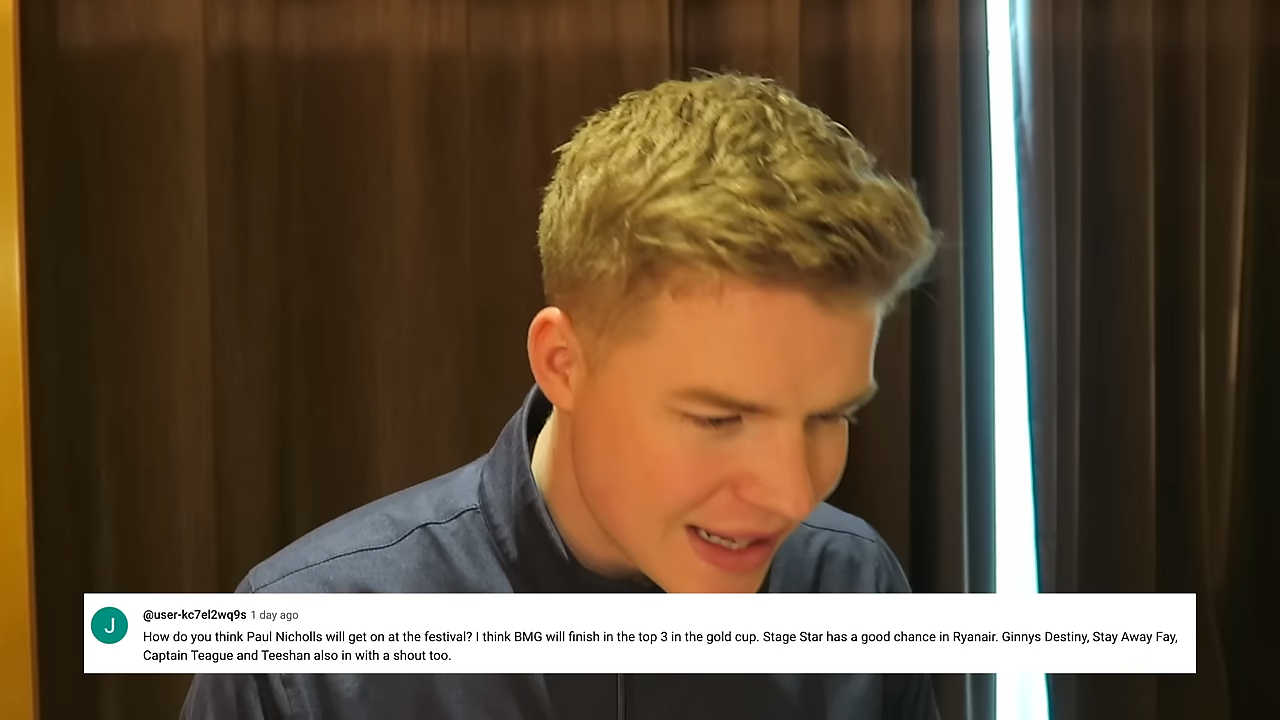 J
@user-kc7el2wq9s 1 day ago
How do you think Paul Nicholls will get on at the festival? I think BMG will finish in the top 3 in the gold cup. Stage Star has a good chance in Ryanair. Ginnys Destiny, Stay Away Fay,
Captain Teague and Teeshan also in with a shout too.